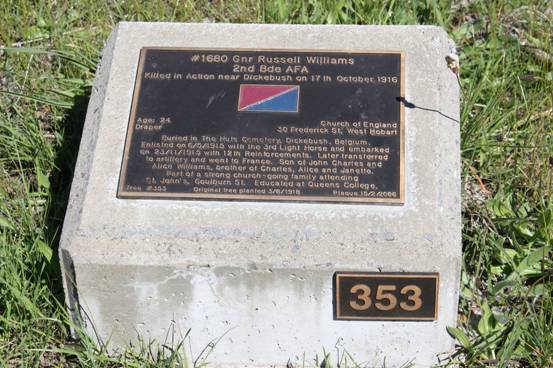 #1680 Gnr Russell Williams
2nd Bde AFA
Killed in Action near Dickebush on 17th October 1916
Age: 24
Draper
Church of England
30 Frederick St, West Hobart
Buried in The Huts Cemetery, Dickebush, Belgium.
Enlisted on 6/5/1915 with the 3rd Light Horse and embarked
on 23/11/1915 with 12th Reinforcements. Later transferred
to artillery and went to France. Son of John Charles and
Alice Williams, brother of Charles, Alice and Janette.
Part of a strong church-going family attending
St. John's, Goulburn St. Educated at Queens College.
Tree #353
Original tree planted 3/8/1918
Plaque 15/2/2008
353